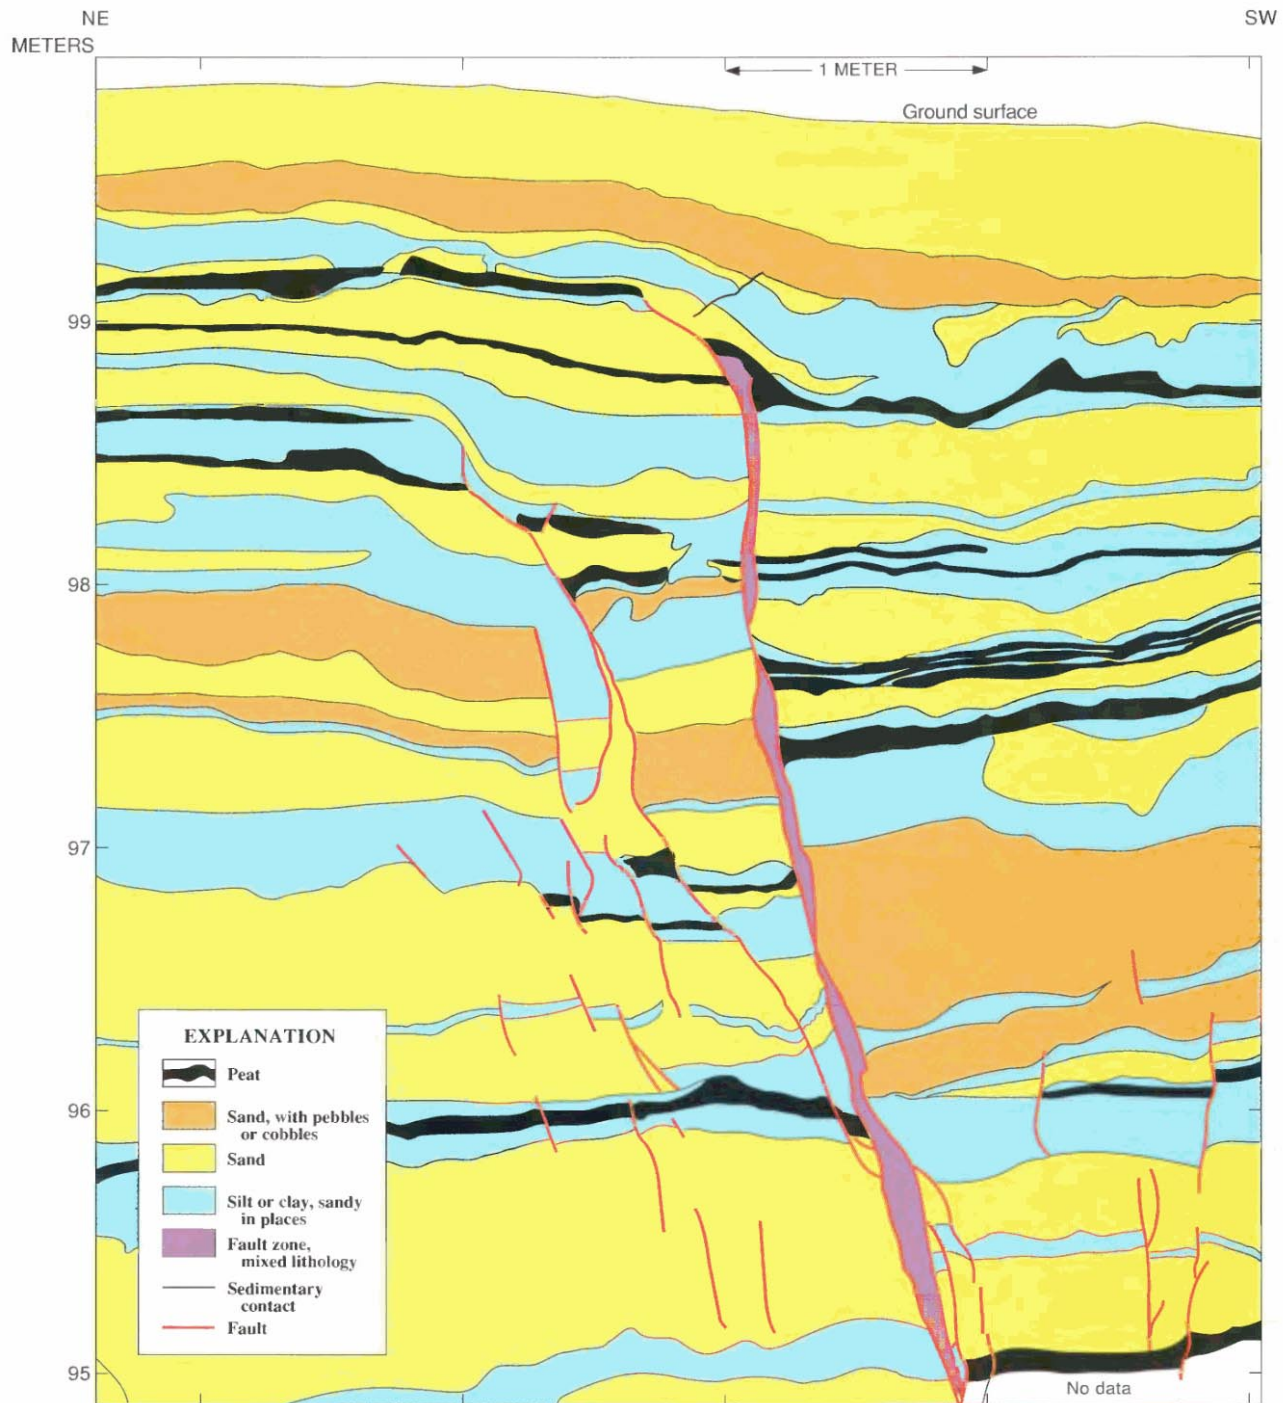 NE
SW
METERS
1 METER
Ground surface
99
98
97
96
95
EXPLANATION
Peat
Sand, with pebbles
or cobbles
Sand
Silt or clay, sandy
in places
Fault zone,
mixed lithology
Sedimentary
contact
Fault
No data